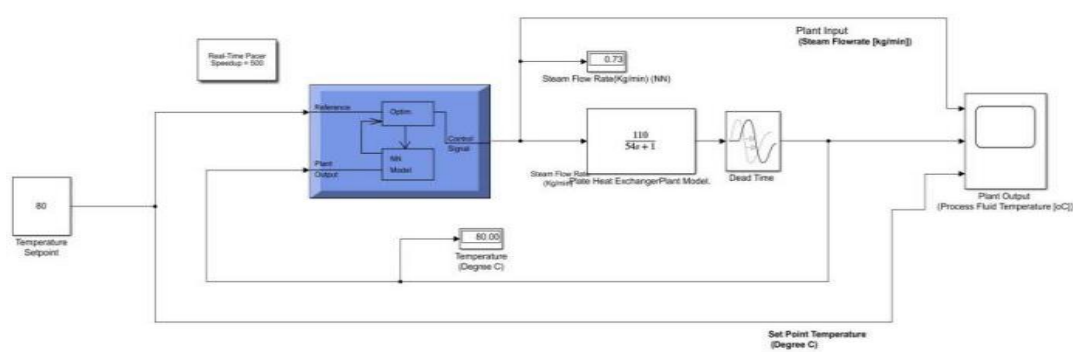 Real-Time Pacer
Speedup = 500
Plant Input
(Steam Flowrate [kg/min])
0.73
Steam Flow Rate(Kg/min) (NN)
Reference
Optim.
Control
Signal
NN
Model
Plant
Output
110
54s+1
Steam Flow Rate
(Kg/min)
Plate Heat ExchangerPlant Model.
Dead Time
Plant Output
(Process Fluid Temperature [oC])
80
Temperature
Setpoint
80.00
Temperature
(Degree C)
Set Point Temperature
(Degree C)